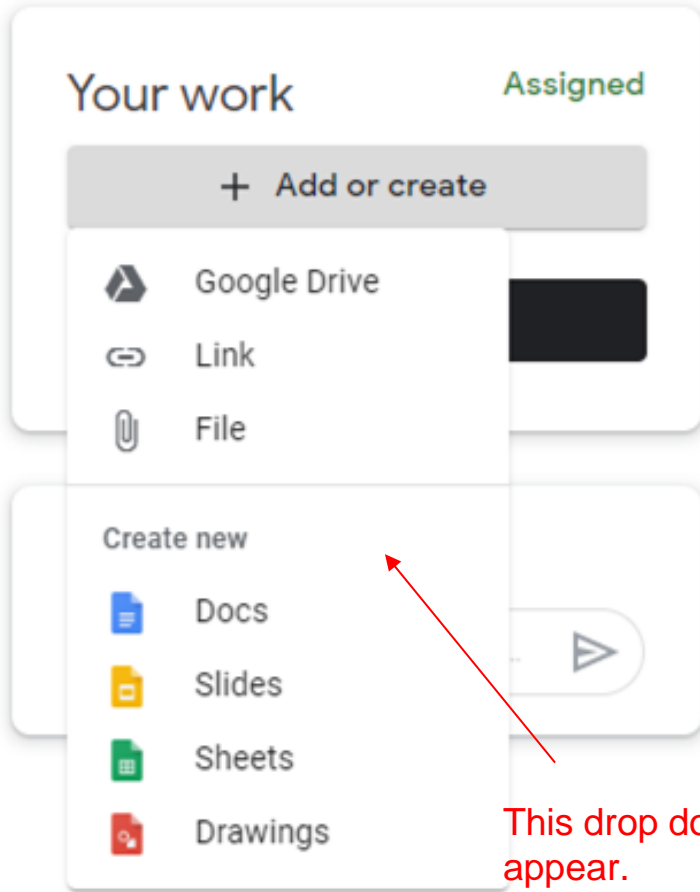 Your work
Assigned
+ Add or create
Google Drive
Link
File
Create new
Docs
Slides
Sheets
Drawings
This drop
appear.